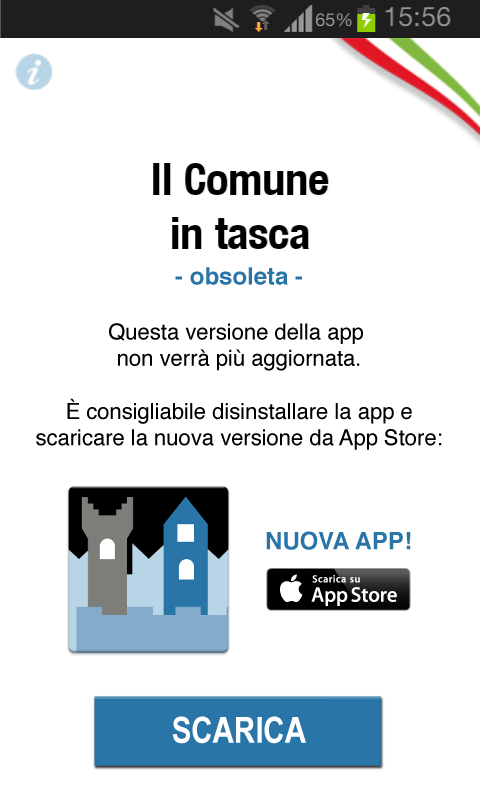 65% 15:56
i
Il Comune
in tasca
- obsoleta -
Questa versione della app
non verrà più aggiornata.
È consigliabile disinstallare la app e
scaricare la nuova versione da App Store:
NUOVA APP!
Scarica su
App Store
SCARICA